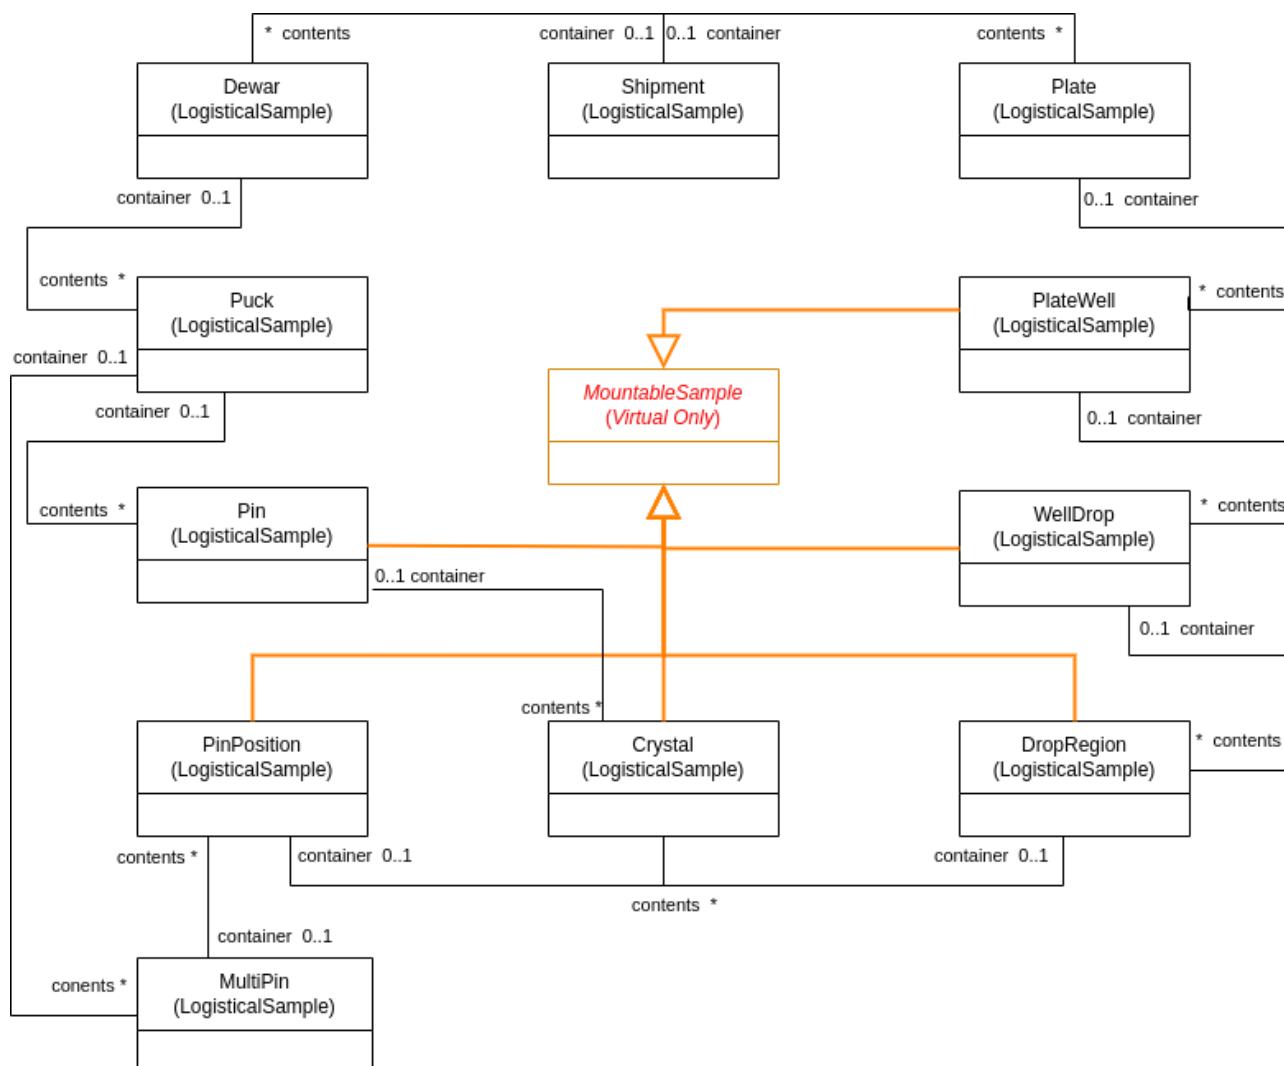 * contents
container 0..1
0..1 container
contents *
Dewar
(LogisticalSample)
Shipment
(LogisticalSample)
Plate
(LogisticalSample)
container 0..1
0..1 container
contents *
Puck
(LogisticalSample)
PlateWell
(LogisticalSample)
* contents
container 0..1
container 0..1
MountableSample
(Virtual Only)
0..1 container
contents *
Pin
(LogisticalSample)
WellDrop
(LogisticalSample)
* contents
0..1 container
0..1 container
contents *
PinPosition
(LogisticalSample)
Crystal
(LogisticalSample)
DropRegion
(LogisticalSample)
* contents
contents *
container 0..1
container 0..1
contents *
container 0..1
conents *
MultiPin
(LogisticalSample)